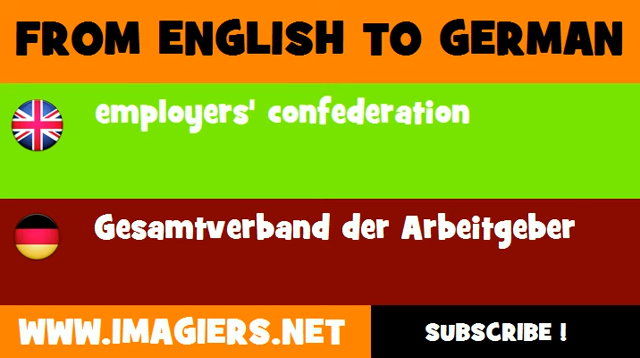 FROM ENGLISH TO GERMAN
employers' confederation
Gesamtverband der Arbeitgeber
WWW.IMAGIERS.NET
SUBSCRIBE !